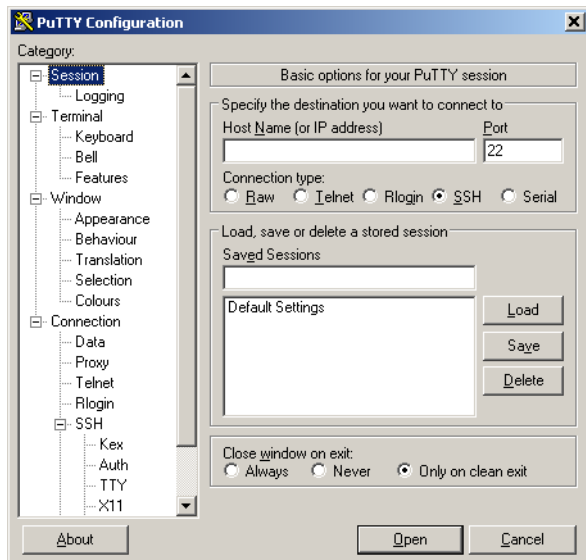 PuTTY Configuration
Category:
Session
Logging
Terminal
Keyboard
Bell
Features
Window
Appearance
Behaviour
Translation
Selection
Colours
Connection
Data
Proxy
Telnet
Rlogin
SSH
Kex
Auth
TTY
X11
Basic options for your PuTTY session
Specify the destination you want to connect to
Host Name (or IP address) Port
22
Connection type:
Raw Telnet Rlogin SSH Serial
Load, save or delete a stored session
Saved Sessions
Default Settings
Load
Save
Delete
Close window on exit:
Always Never Only on clean exit
About Open Cancel